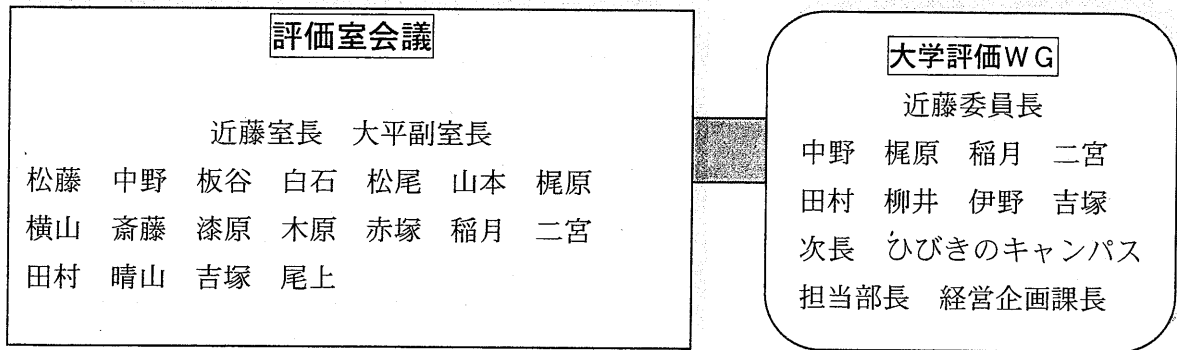 評価室会議
近藤室長 大平副室長
松藤 中野 板谷 白石 松尾 山本 梶原
横山 斎藤 漆原 木原 赤塚 稲月 二宮
田村 晴山 吉塚 尾上
大学評価WG
近藤委員長
中野 梶原 稲月 二宮
田村 柳井 伊野 吉塚
次長 ひびきのキャンパス
担当部長 経営企画課長